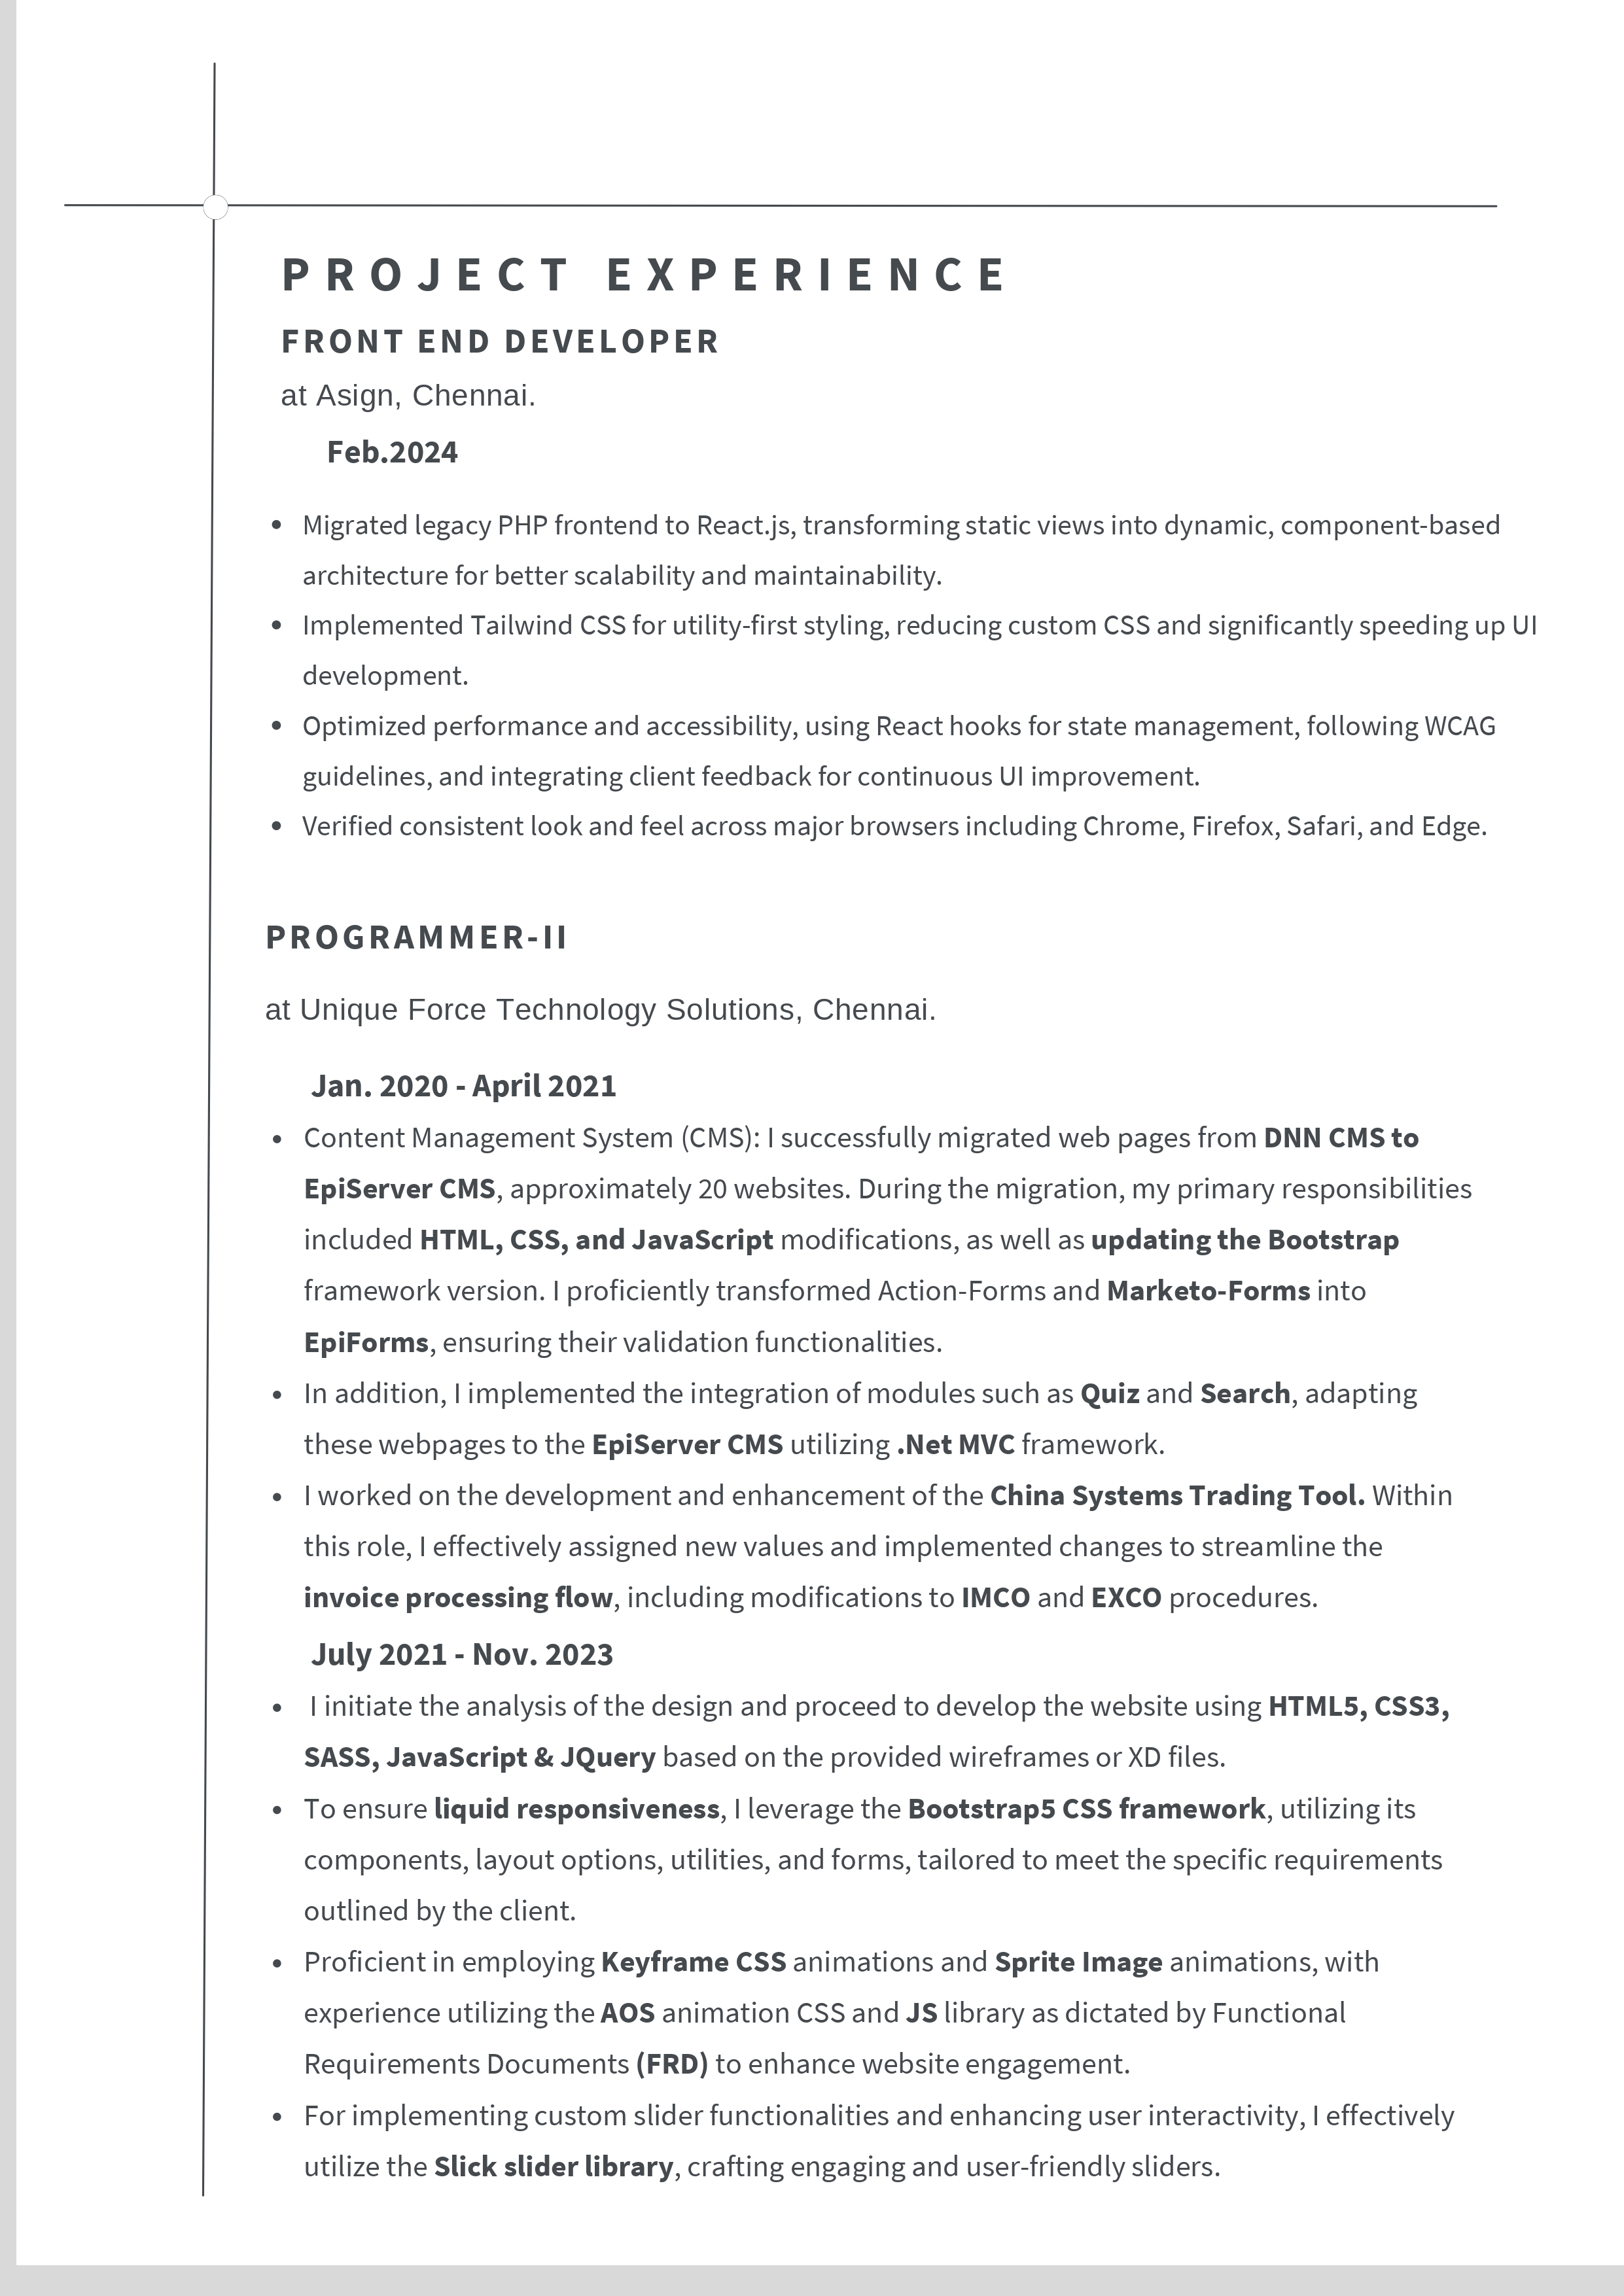 PROJECT EXPERIENCE
FRONT END DEVELOPER
at Asign, Chennai.
Feb.2024
• Migrated legacy PHP frontend to React.js, transforming static views into dynamic, component-based
architecture for better scalability and maintainability.
• Implemented Tailwind CSS for utility-first styling, reducing custom CSS and significantly speeding up UI
development.
• Optimized performance and accessibility, using React hooks for state management, following WCAG
guidelines, and integrating client feedback for continuous UI improvement.
• Verified consistent look and feel across major browsers including Chrome, Firefox, Safari, and Edge.
PROGRAMMER-II
at Unique Force Technology Solutions, Chennai.
Jan. 2020 - April 2021
• Content Management System (CMS): I successfully migrated web pages from DNN CMS to
EpiServer CMS, approximately 20 websites. During the migration, my primary responsibilities
included HTML, CSS, and JavaScript modifications, as well as updating the Bootstrap
framework version. I proficiently transformed Action-Forms and Marketo-Forms into
EpiForms, ensuring their validation functionalities.
• In addition, I implemented the integration of modules such as Quiz and Search, adapting
these webpages to the EpiServer CMS utilizing .Net MVC framework.
• I worked on the development and enhancement of the China Systems Trading Tool. Within
this role, I effectively assigned new values and implemented changes to streamline the
invoice processing flow, including modifications to IMCO and EXCO procedures.
July 2021 - Nov. 2023
• I initiate the analysis of the design and proceed to develop the website using HTML5, CSS3,
SASS, JavaScript & JQuery based on the provided wireframes or XD files.
• To ensure liquid responsiveness, I leverage the Bootstrap5 CSS framework, utilizing its
components, layout options, utilities, and forms, tailored to meet the specific requirements
outlined by the client.
• Proficient in employing Keyframe CSS animations and Sprite Image animations, with
experience utilizing the AOS animation CSS and JS library as dictated by Functional
Requirements Documents (FRD) to enhance website engagement.
• For implementing custom slider functionalities and enhancing user interactivity, I effectively
utilize the Slick slider library, crafting engaging and user-friendly sliders.